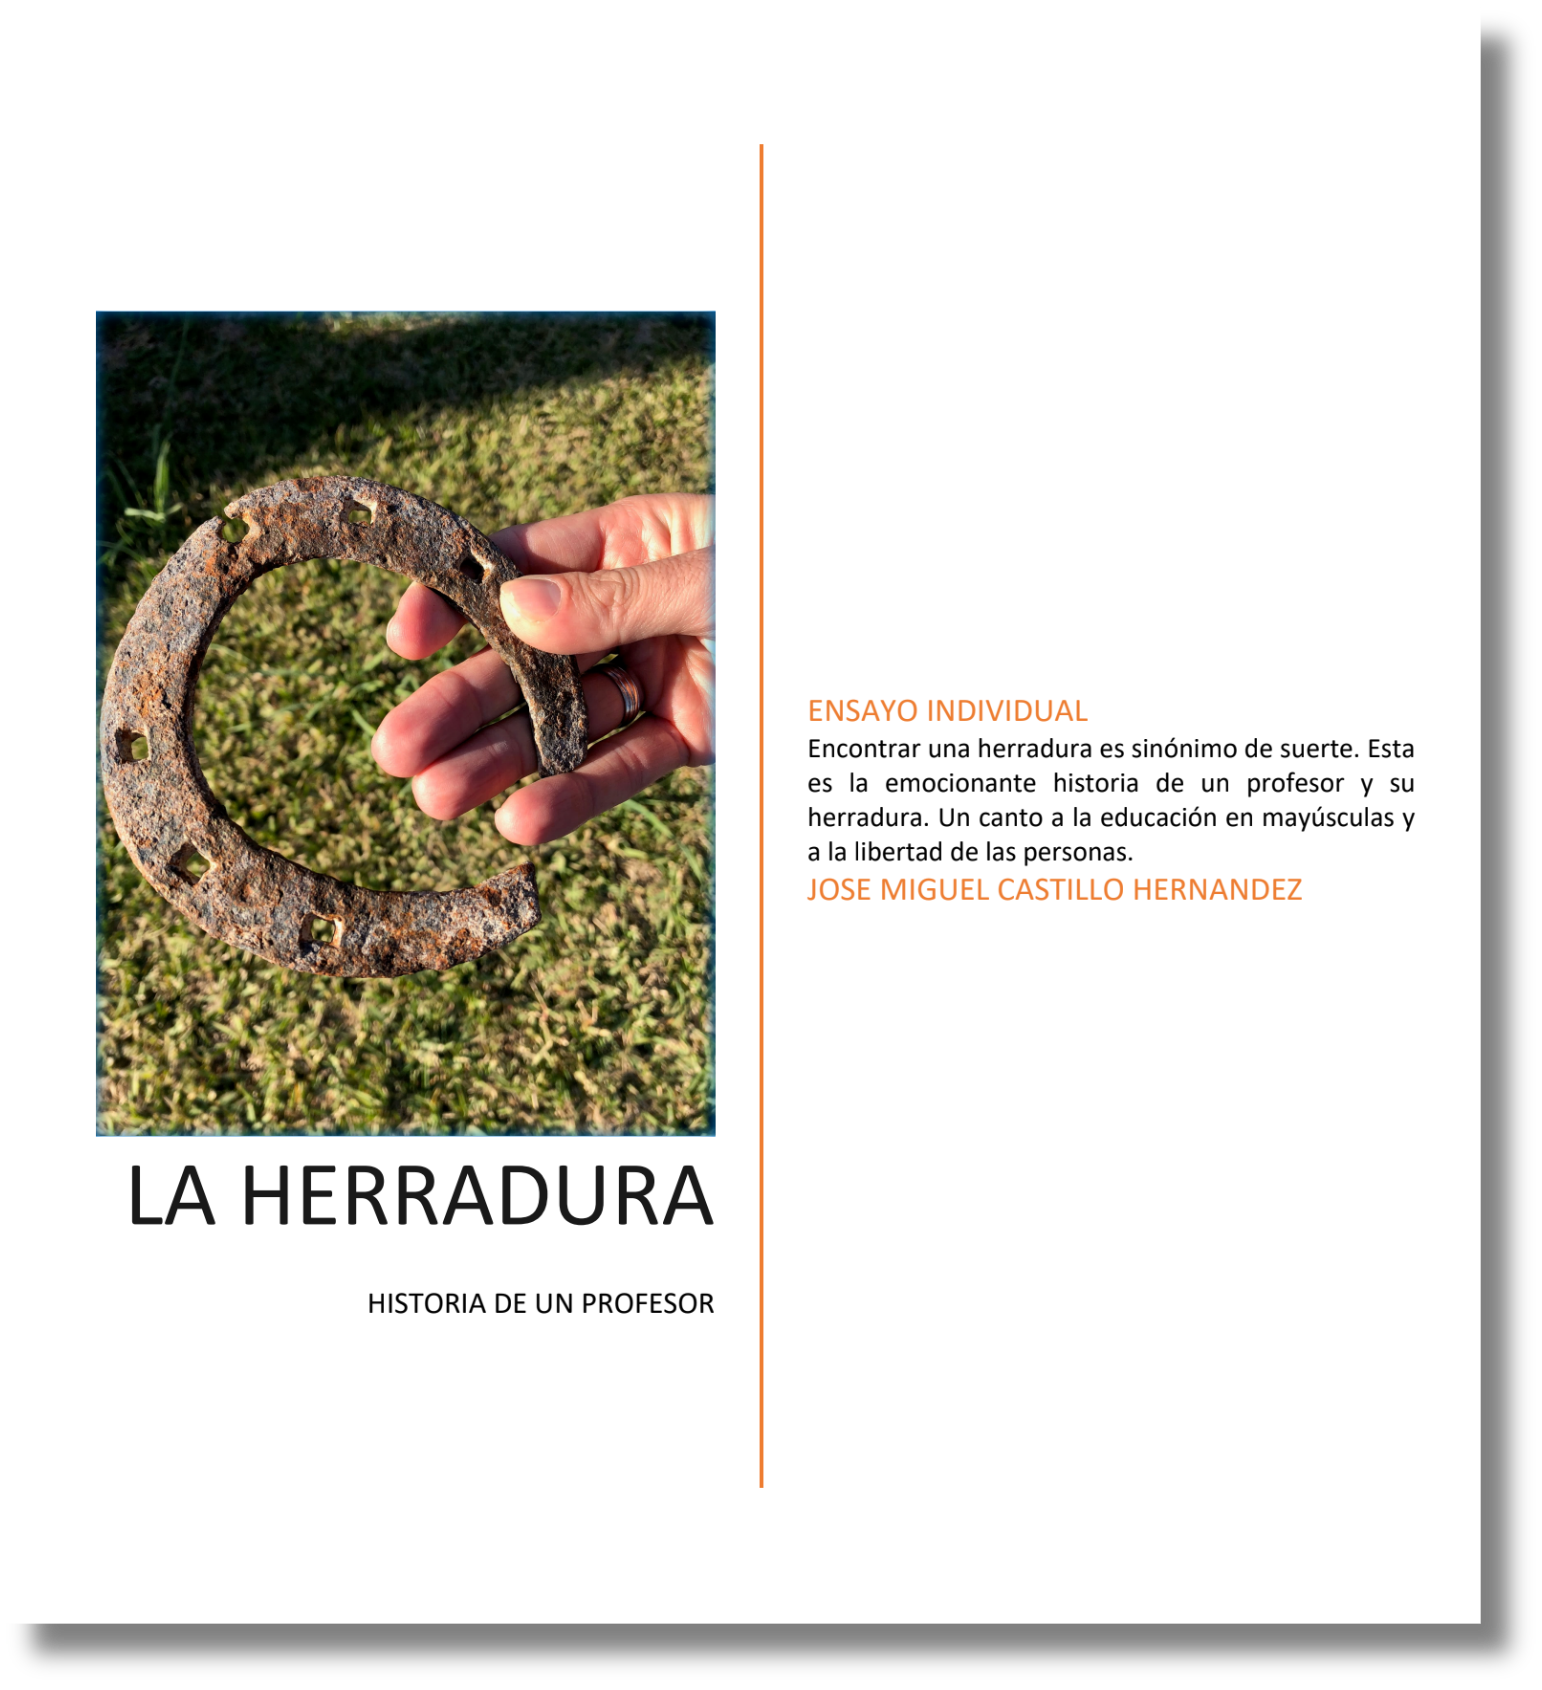 LA HERRADURA
HISTORIA DE UN PROFESOR
ENSAYO INDIVIDUAL
Encontrar una herradura es sinónimo de suerte. Esta
es la emocionante historia de un profesor y su
herradura. Un canto a la educación en mayúsculas y
a la libertad de las personas.
JOSE MIGUEL CASTILLO HERNANDEZ